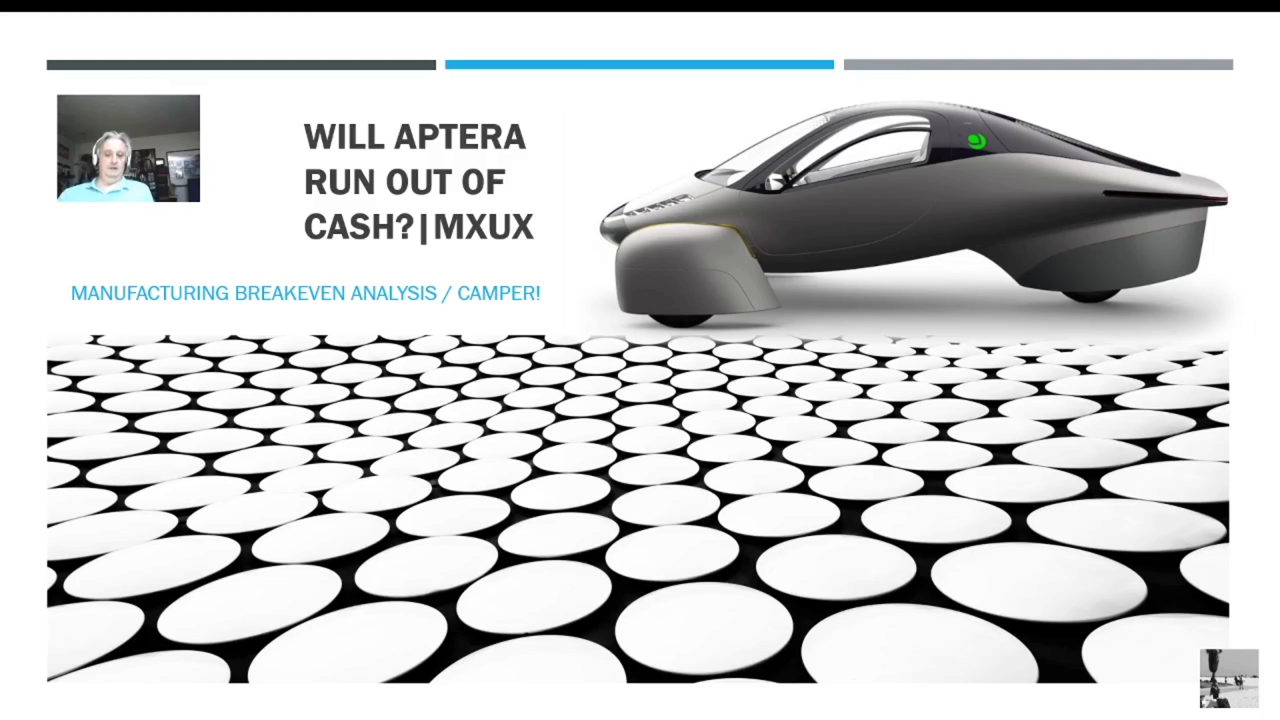 WILL APTERA
RUN OUT OF
CASH?|MXUX
MANUFACTURING BREAKEVEN ANALYSIS / CAMPER!